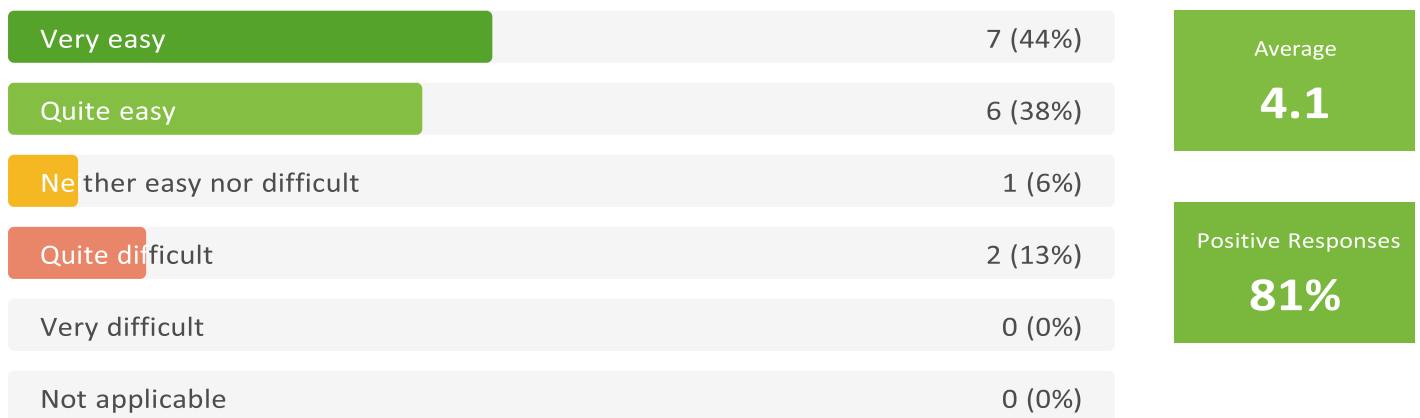 Very easy 7 (44%)
Quite easy 6 (38%)
Neither easy nor difficult 1 (6%)
Quite difficult 2 (13%)
Very difficult 0 (0%)
Not applicable 0 (0%)
Average
4.1
Positive Responses
81%